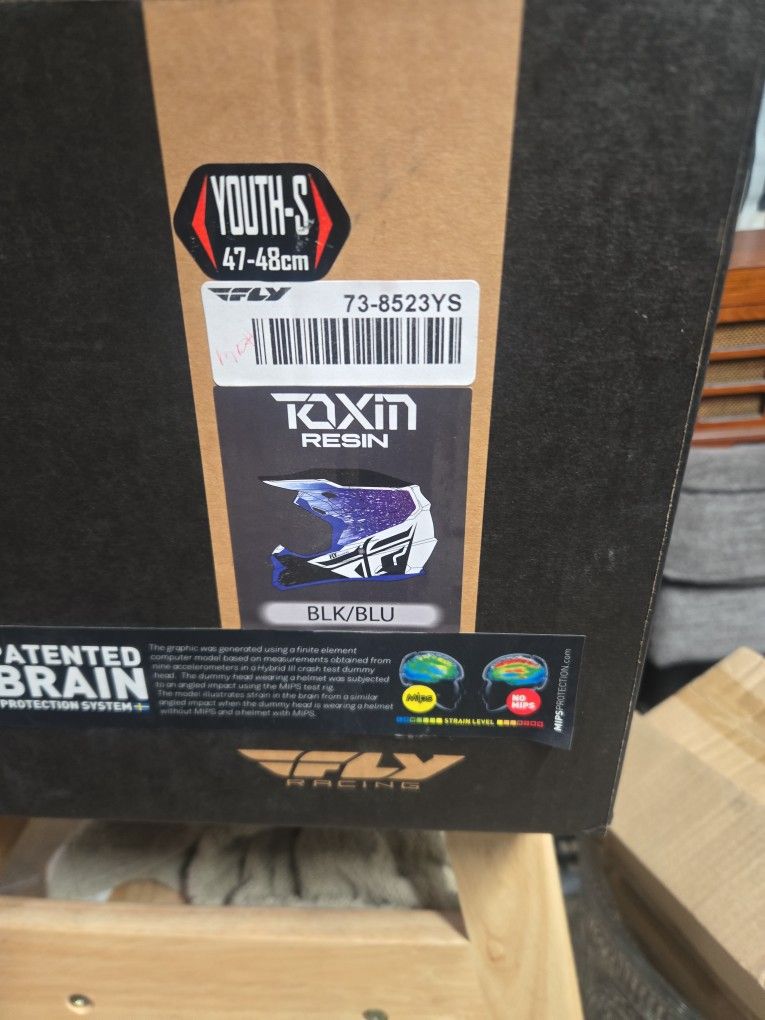 YOUTH-S
47-48cm
FLY
73-8523YS
TOXIN
RESIN
BLK/BLU
PATENTED
BRAIN
PROTECTION SYSTEM
The graphic was generated using a finite element
computer model based on measurements obtained from
nine accelerometers in a Hybrid III crash test dummy
head. The dummy head wearing a helmet was subjected
to an angled impact using the MIPS test rig.
The model illustrates strain in the brain from a similar
angled impact when the dummy head is wearing a helmet
without MIPS and a helmet with MIPS.
Mips
NO
MIPS
STRAIN LEVEL
MIPSPROTECTION.com
FLY
RACING